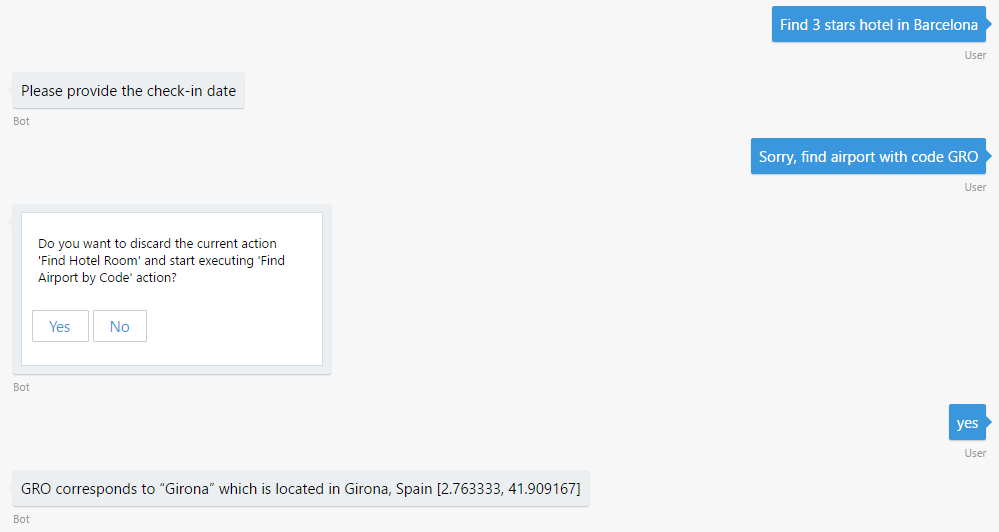 Find 3 stars hotel in Barcelona
User
Please provide the check-in date
Bot
Sorry, find airport with code GRO
User
Do you want to discard the current action
'Find Hotel Room' and start executing 'Find
Airport by Code' action?
Yes No
Bot
yes
User
GRO corresponds to “Girona” which is located in Girona, Spain [2.763333, 41.909167]
Bot